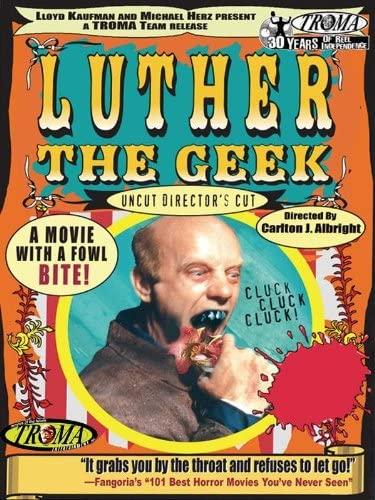 Lloyd Kaufman and Michael Herz present
a Troma Team release
TROMA
30 YEARS Of Reel Independence
LUTHER
THE GEEK
UNCUT DIRECTOR'S CUT
Directed By
Carlton J. Albright
A MOVIE
WITH A FOWL
BITE!
CLUCK
CLUCK
CLUCK!
TROMA
ENTERTAINMENT
"It grabs you by the throat and refuses to let go!"
—Fangoria's "101 Best Horror Movies You've Never Seen"